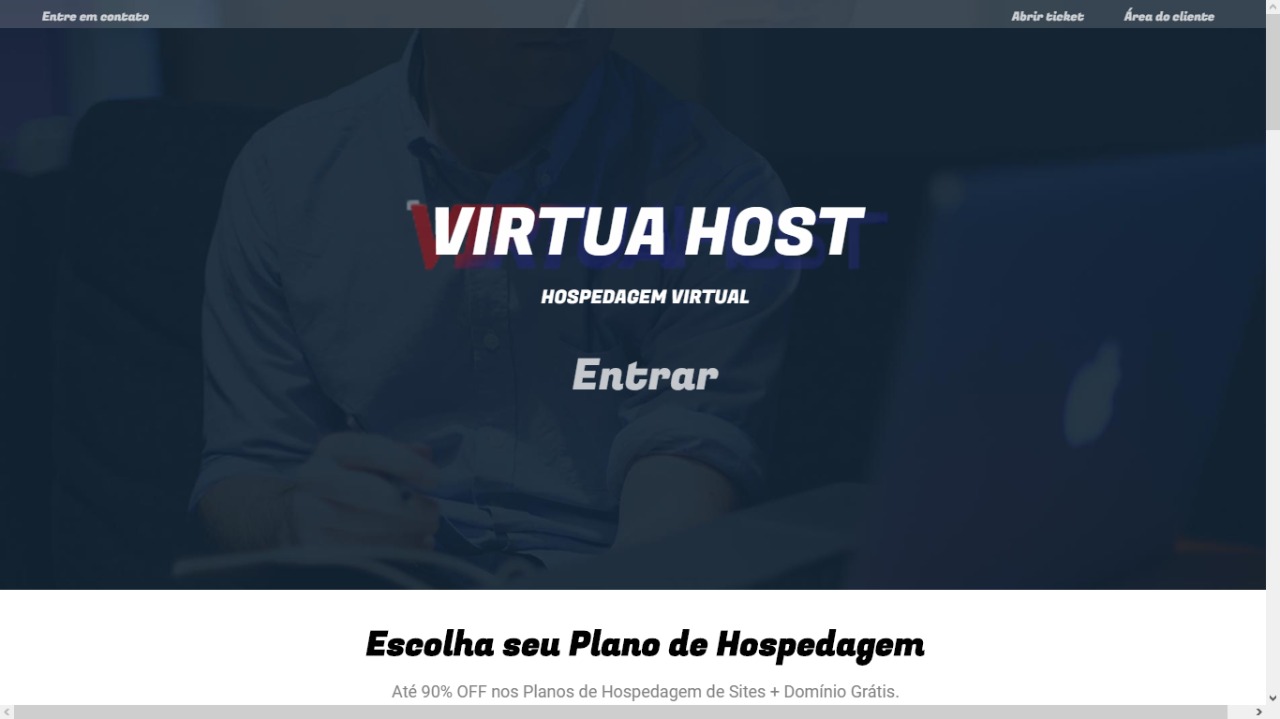 Entre em contato
Abrir ticket
Área do cliente
VIRTUA HOST
HOSPEDAGEM VIRTUAL
Entrar
Escolha seu Plano de Hospedagem
Até 90% OFF nos Planos de Hospedagem de Sites + Domínio Grátis.